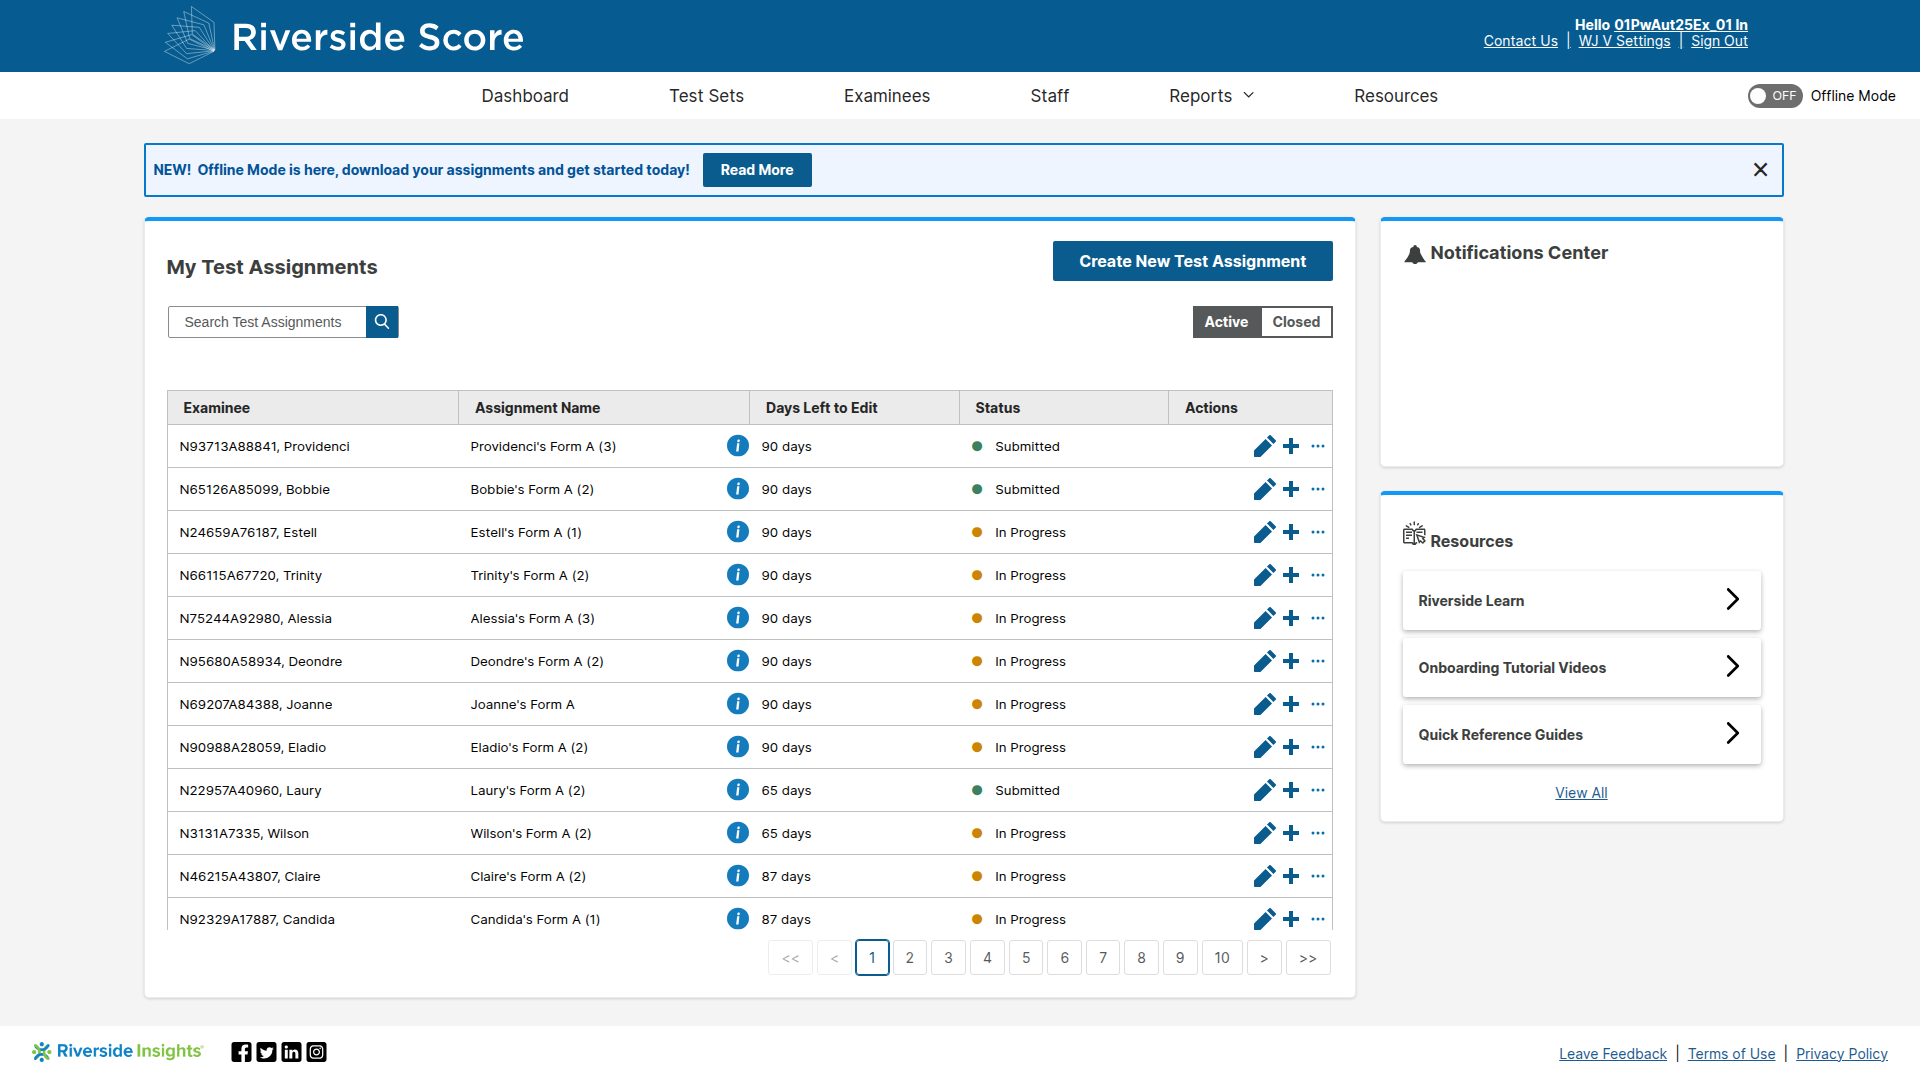 Riverside Score
Hello 01PwAut25Ex_01 In
Contact Us | WJ V Settings | Sign Out
Dashboard Test Sets Examinees Staff Reports Resources
OFF Offline Mode
NEW! Offline Mode is here, download your assignments and get started today! Read More
My Test Assignments
Create New Test Assignment
Search Test Assignments
Active Closed
Examinee Assignment Name Days Left to Edit Status Actions
N93713A88841, Providenci Providenci's Form A (3) 90 days Submitted
N65126A85099, Bobbie Bobbie's Form A (2) 90 days Submitted
N24659A76187, Estell Estell's Form A (1) 90 days In Progress
N66115A67720, Trinity Trinity's Form A (2) 90 days In Progress
N75244A92980, Alessia Alessia's Form A (3) 90 days In Progress
N95680A58934, Deondre Deondre's Form A (2) 90 days In Progress
N69207A84388, Joanne Joanne's Form A 90 days In Progress
N90988A28059, Eladio Eladio's Form A (2) 90 days In Progress
N22957A40960, Laury Laury's Form A (2) 65 days Submitted
N3131A7335, Wilson Wilson's Form A (2) 65 days In Progress
N46215A43807, Claire Claire's Form A (2) 87 days In Progress
N92329A17887, Candida Candida's Form A (1) 87 days In Progress
<< < 1 2 3 4 5 6 7 8 9 10 > >>
Notifications Center
Resources
Riverside Learn
Onboarding Tutorial Videos
Quick Reference Guides
View All
Riverside Insights
Leave Feedback | Terms of Use | Privacy Policy